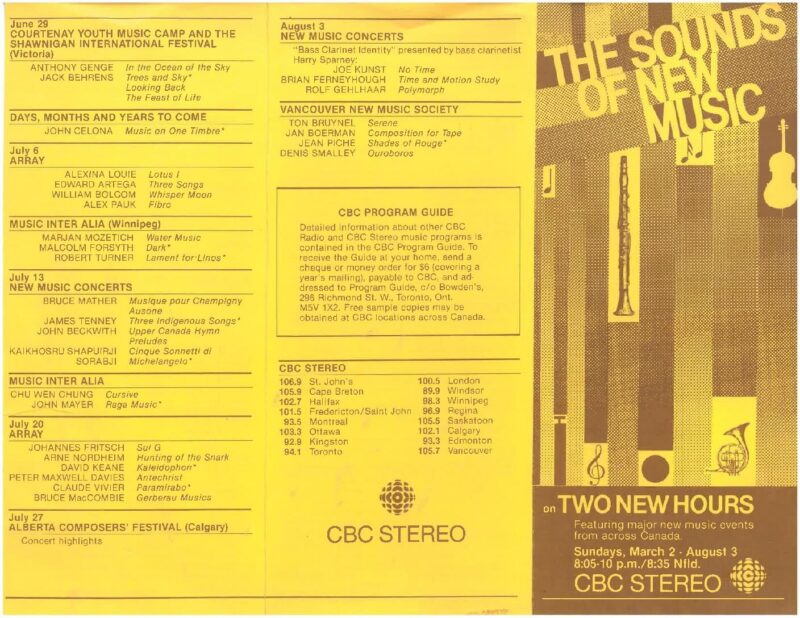 June 29
COURTENAY YOUTH MUSIC CAMP AND THE
SHAWNIGAN INTERNATIONAL FESTIVAL
(Victoria)
ANTHONY GENGE In the Ocean of the Sky
JACK BEHRENS Trees and Sky*
Looking Back
The Feast of Life
DAYS, MONTHS AND YEARS TO COME
JOHN CELONA Music on One Timbre*
July 6
ARRAY
ALEXINA LOUIE Lotus I
EDWARD ARTEGA Three Songs
WILLIAM BOLCOM Whisper Moon
ALEX PAUK Fibro
MUSIC INTER ALIA (Winnipeg)
MARJAN MOZETICH Water Music
MALCOLM FORSYTH Dark*
ROBERT TURNER Lament for Linos*
July 13
NEW MUSIC CONCERTS
BRUCE MATHER Musique pour Champigny
Ausone
JAMES TENNEY Three Indigenous Songs*
JOHN BECKWITH Upper Canada Hymn
Preludes
KAIKHOSRU SHAPURJI Cinque Sonnetti di
SORABJI Michelangelo*
MUSIC INTER ALIA
CHU WEN CHUNG Cursive
JOHN MAYER Raga Music*
July 20
ARRAY
JOHANNES FRITSCH Sul G
ARNE NORDHEIM Hunting of the Snark
DAVID KEANE Kaleidophon*
PETER MAXWELL DAVIES Antechrist
CLAUDE VIVIER Paramirabo*
BRUCE MacCOMBIE Gerberau Musics
July 27
ALBERTA COMPOSERS' FESTIVAL (Calgary)
Concert highlights
August 3
NEW MUSIC CONCERTS
"Bass Clarinet Identity" presented by bass clarinetist
Harry Sparney:
JOE KUNST No Time
BRIAN FERNEYHOUGH Time and Motion Study
ROLF GEHLHAAR Polymorph
VANCOUVER NEW MUSIC SOCIETY
TON BRUYNEL Serene
JAN BOERMAN Composition for Tape
JEAN PICHE Shades of Rouge*
DENIS SMALLEY Ouroboros
CBC PROGRAM GUIDE
Detailed information about other CBC
Radio and CBC Stereo music programs is
contained in the CBC Program Guide. To
receive the Guide at your home, send a
cheque or money order for $6 (covering a
year's mailing), payable to CBC, and ad-
dressed to Program Guide, c/o Bowden's,
296 Richmond St. W., Toronto, Ont.
M5V 1X2. Free sample copies may be
obtained at CBC locations across Canada.
CBC STEREO
106.9 St. John's 100.5 London
105.9 Cape Breton 89.9 Windsor
102.7 Halifax 98.3 Winnipeg
101.5 Fredericton/Saint John 96.9 Regina
93.5 Montreal 105.5 Saskatoon
103.3 Ottawa 102.1 Calgary
92.9 Kingston 93.3 Edmonton
94.1 Toronto 105.7 Vancouver
CBC STEREO
THE SOUNDS
OF NEW
MUSIC
on TWO NEW HOURS
Featuring major new music events
from across Canada.
Sundays, March 2 - August 3
8:05-10 p.m./8:35 Nfld.
CBC STEREO